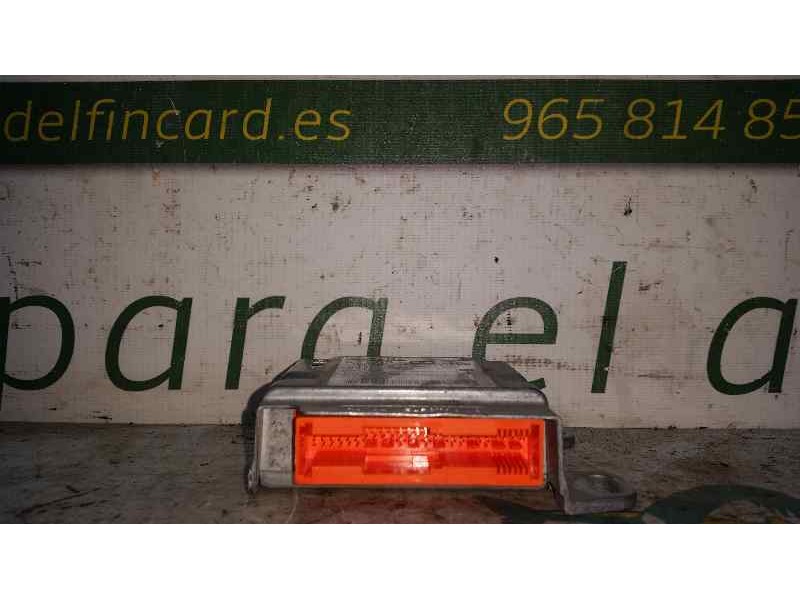 delfincard.es 965 814 85
para el a